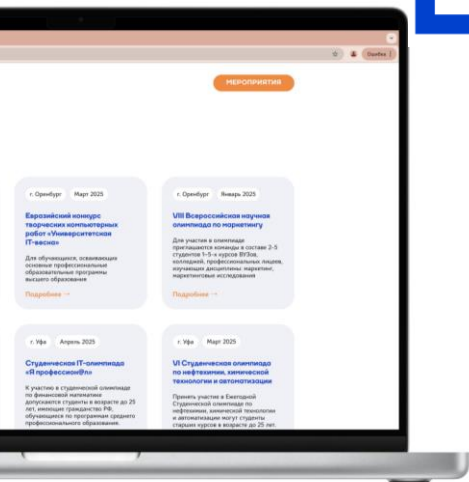 Ошибка
МЕРОПРИЯТИЯ
г. Оренбург Март 2025
Евразийский конкурс
творческих компьютерных
работ «Университетская
IT-весна»
Для обучающихся, осваивающих
основные профессиональные
образовательные программы
высшего образования
Подробнее →
г. Оренбург Январь 2025
VIII Всероссийская научная
олимпиада по маркетингу
Для участия в олимпиаде
приглашаются команды в составе 2-5
студентов 1-5-х курсов ВУЗов,
колледжей, профессиональных лицеев,
изучающих дисциплины маркетинг,
маркетинговые исследования
Подробнее →
г. Уфа Апрель 2025
Студенческая IT-олимпиада
«Я професcион@л»
К участию в студенческой олимпиаде
по финансовой математике
допускаются студенты в возрасте до 25
лет, имеющие гражданство РФ,
обучающиеся по программам среднего
профессионального образования.
г. Уфа Март 2025
VI Студенческая олимпиада
по нефтехимии, химической
технологии и автоматизации
Принять участие в Ежегодной
Студенческой олимпиаде по
нефтехимии, химической технологии
и автоматизации могут студенты
старших курсов в возрасте до 25 лет,